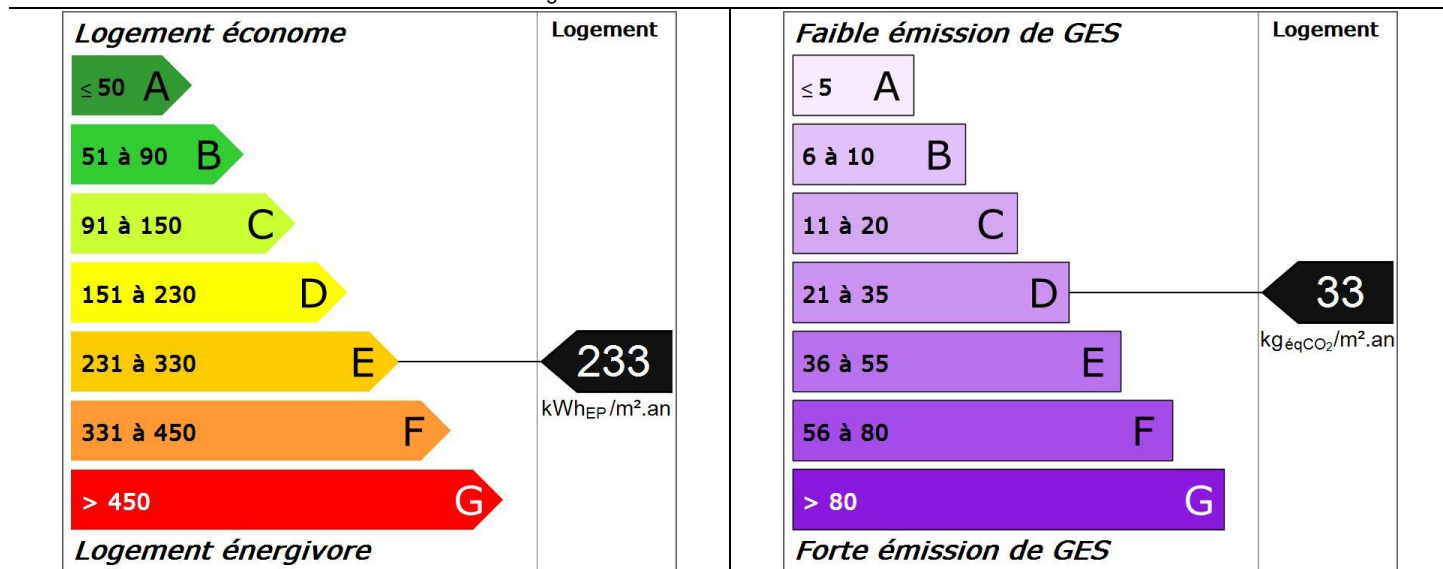 Logement économe Logement
≤ 50 A
51 à 90 B
91 à 150 C
151 à 230 D
231 à 330 E
233
kWhEP/m².an
331 à 450 F
> 450 G
Logement énergivore
Faible émission de GES Logement
≤ 5 A
6 à 10 B
11 à 20 C
21 à 35 D
33
kgéqCO₂/m².an
36 à 55 E
56 à 80 F
> 80 G
Forte émission de GES